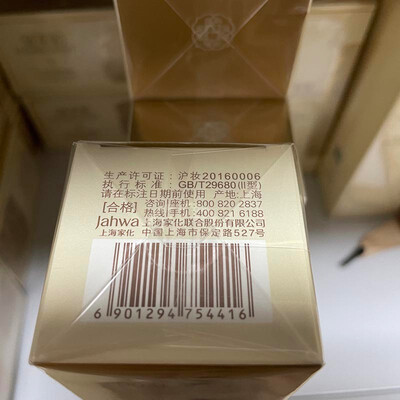 生产许可证：沪妆20160006
执行标准：GB/T29680(II型)
请在标注日期前使用 产地:上海
[合格] 咨询|座机:800 820 2837
热线|手机:400 821 6188
Jahwa 上海家化联合股份有限公司
上海家化 中国上海市保定路527号
6 901294 754416